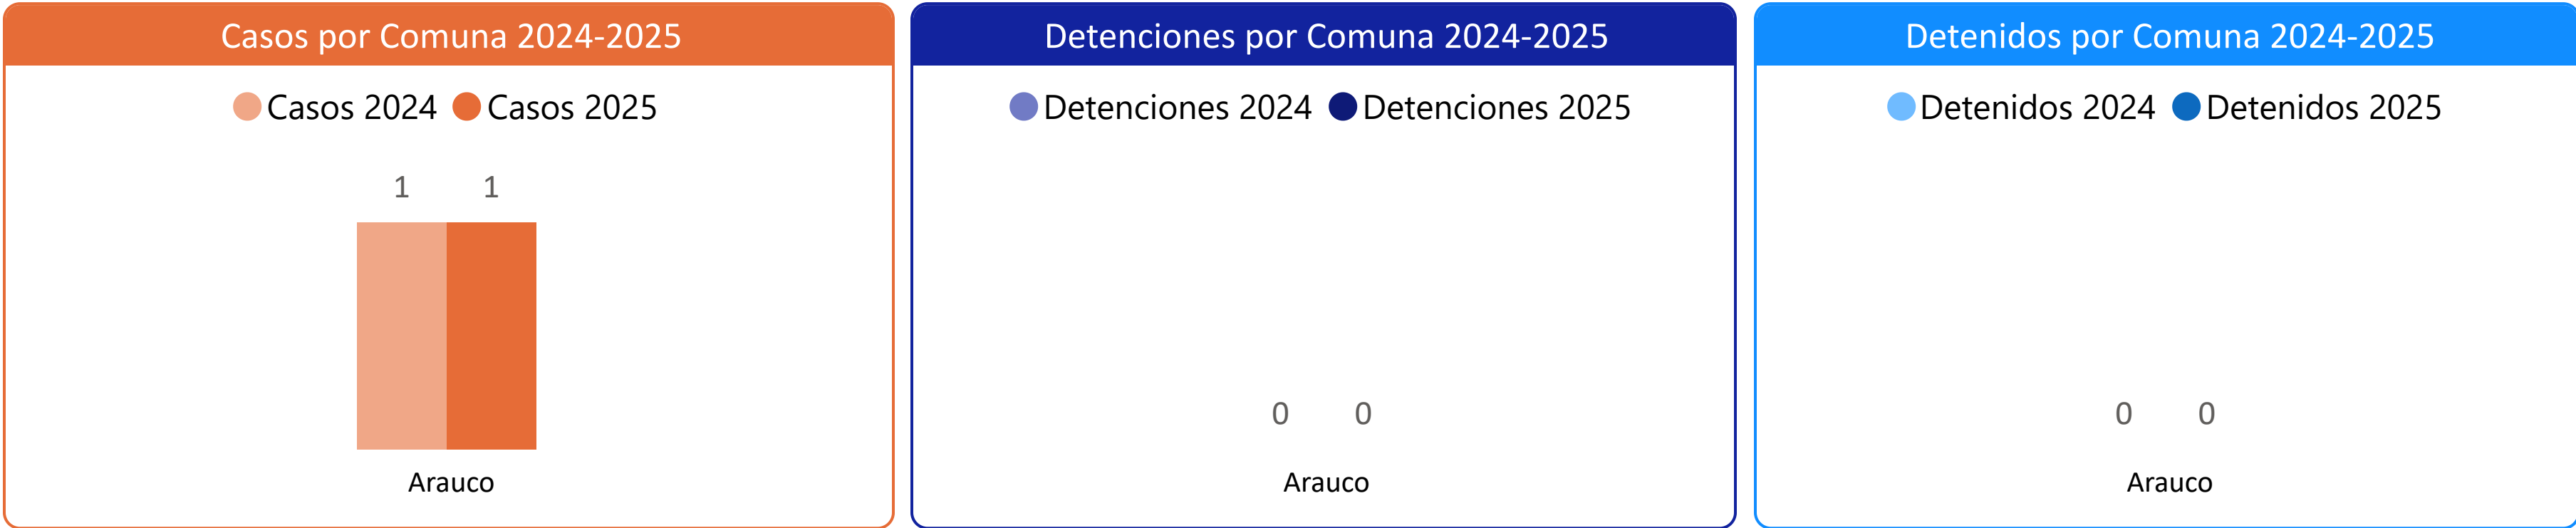 Casos por Comuna 2024-2025
Casos 2024 Casos 2025
1 1
Arauco
Detenciones por Comuna 2024-2025
Detenciones 2024 Detenciones 2025
0 0
Arauco
Detenidos por Comuna 2024-2025
Detenidos 2024 Detenidos 2025
0 0
Arauco